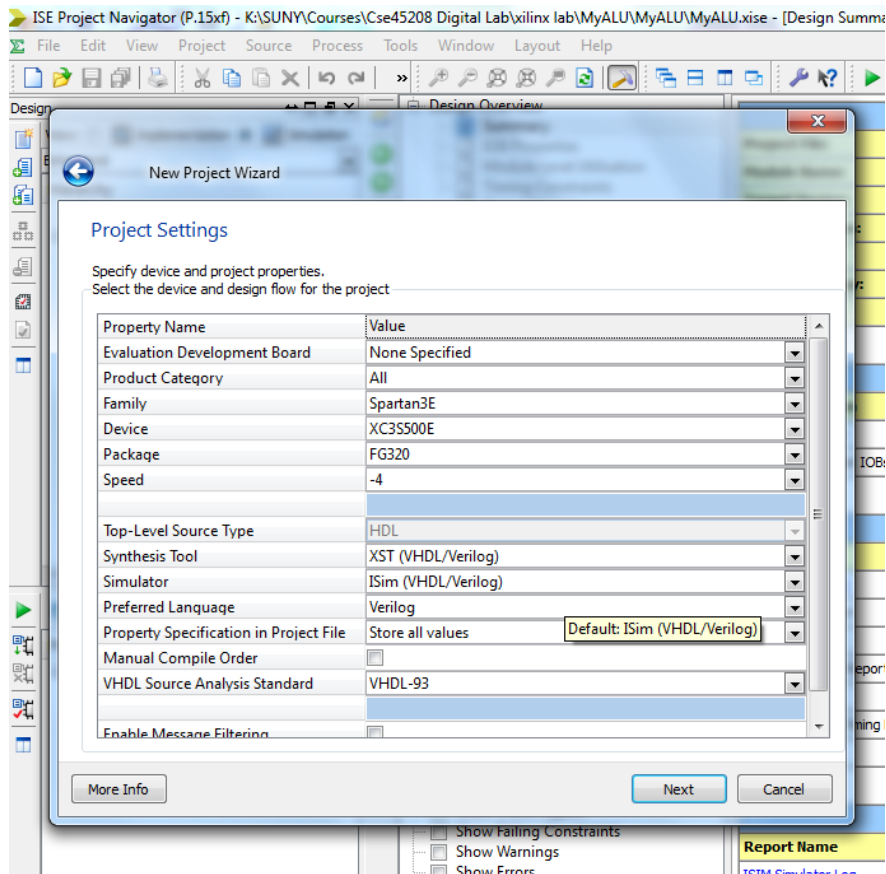 ISE Project Navigator (P.15xf) - K:\SUNY\Courses\Cse45208 Digital Lab\xilinx lab\MyALU\MyALU\MyALU.xise - [Design Summa
File Edit View Project Source Process Tools Window Layout Help
Design
Design Overview
Summary
New Project Wizard
Project Settings
Specify device and project properties.
Select the device and design flow for the project
Property Name Value
Evaluation Development Board None Specified
Product Category All
Family Spartan3E
Device XC3S500E
Package FG320
Speed -4
Top-Level Source Type HDL
Synthesis Tool XST (VHDL/Verilog)
Simulator ISim (VHDL/Verilog)
Preferred Language Verilog
Property Specification in Project File Store all values
Default: ISim (VHDL/Verilog)
Manual Compile Order
VHDL Source Analysis Standard VHDL-93
Enable Message Filtering
More Info Next Cancel
IOBs
eport
ming
Show Failing Constraints
Show Warnings
Show Errors
Report Name
ISIM Simulator Log